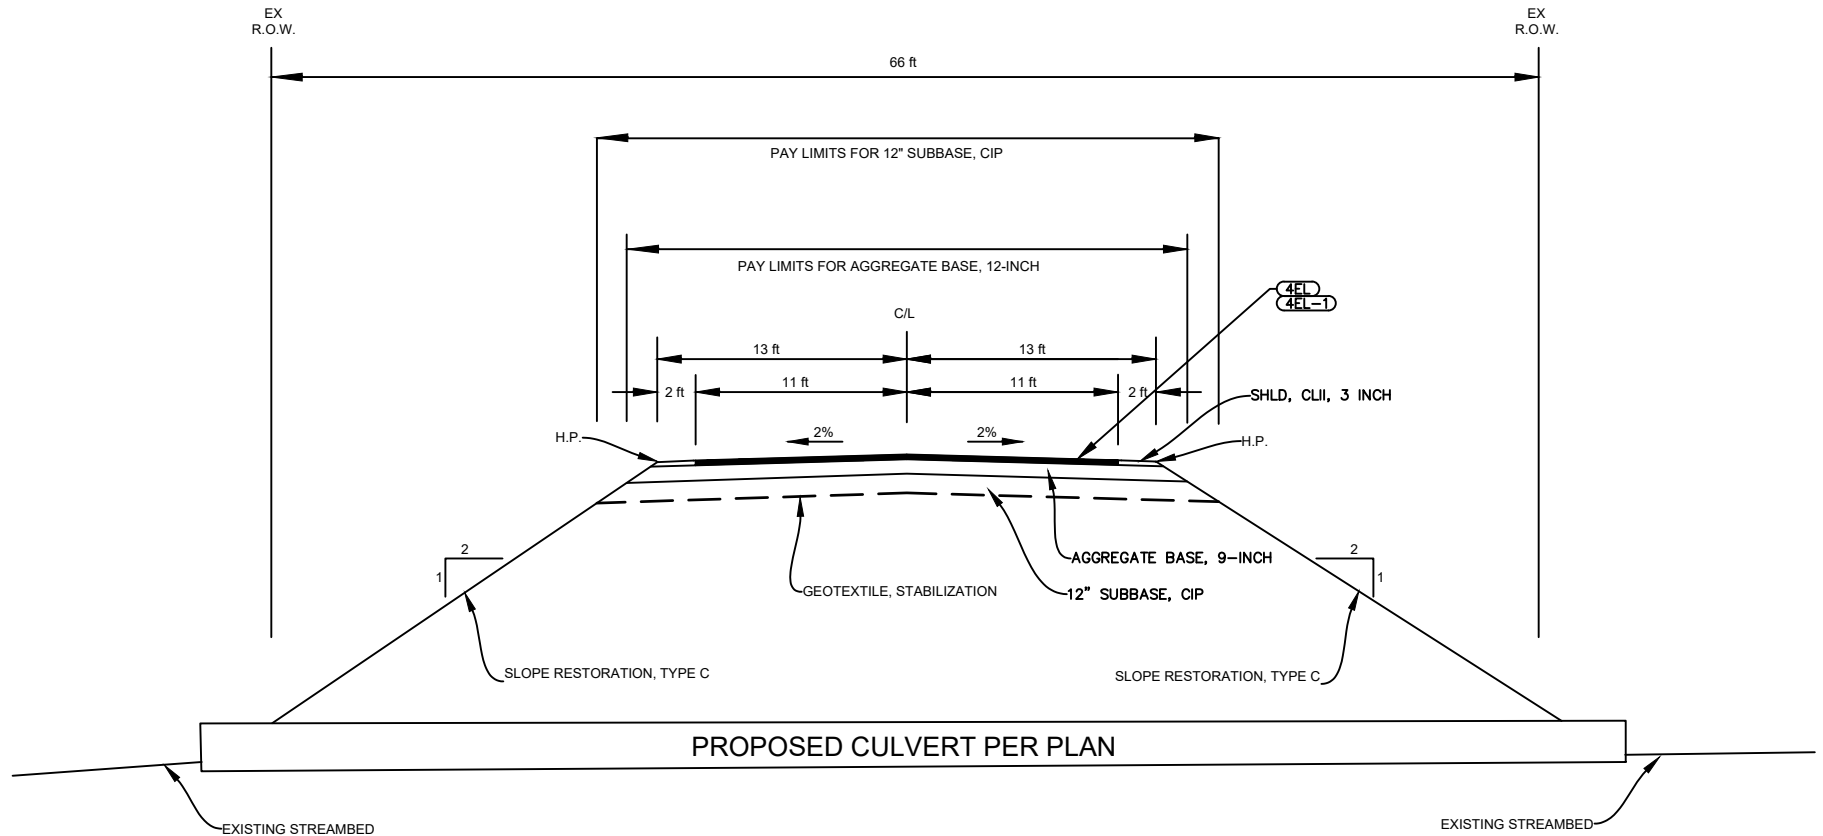 EX
R.O.W.
EX
R.O.W.
66 ft
PAY LIMITS FOR 12" SUBBASE, CIP
PAY LIMITS FOR AGGREGATE BASE, 12-INCH
4EL
4EL-1
C/L
13 ft
13 ft
2 ft
11 ft
11 ft
2 ft
SHLD, CLII, 3 INCH
H.P.
2%
2%
H.P.
2
1
2
1
AGGREGATE BASE, 9-INCH
GEOTEXTILE, STABILIZATION
12" SUBBASE, CIP
SLOPE RESTORATION, TYPE C
SLOPE RESTORATION, TYPE C
PROPOSED CULVERT PER PLAN
EXISTING STREAMBED
EXISTING STREAMBED